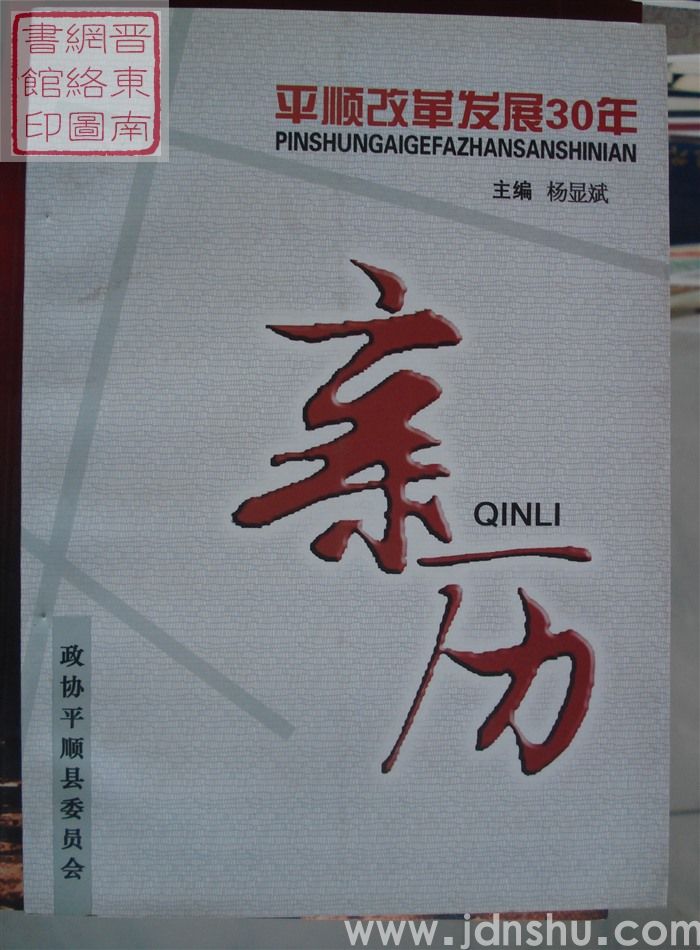 晋東南
網絡圖
書館印
平顺改革发展30年
PINSHUNGAIGEFAZHANSANSHINIAN
主编 杨显斌
亲历
QINLI
政协平顺县委员会
www.jdnshu.com